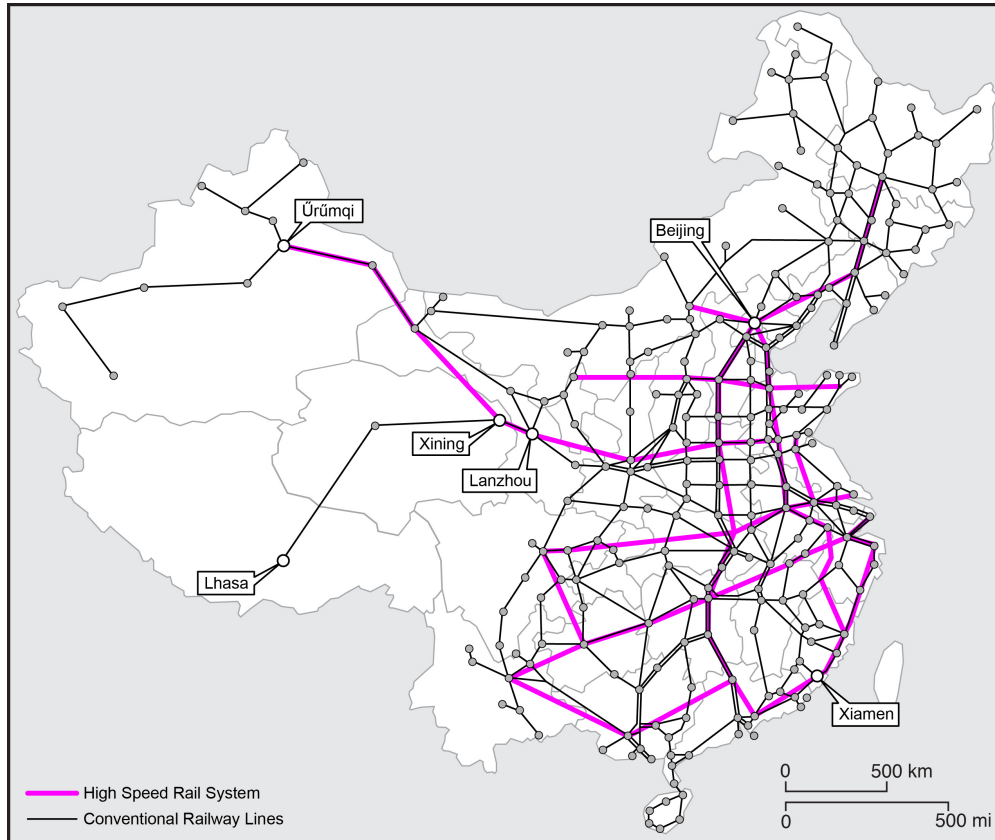 Űrűmqi
Beijing
Xining
Lanzhou
Lhasa
Xiamen
0 500 km
0 500 mi
High Speed Rail System
Conventional Railway Lines